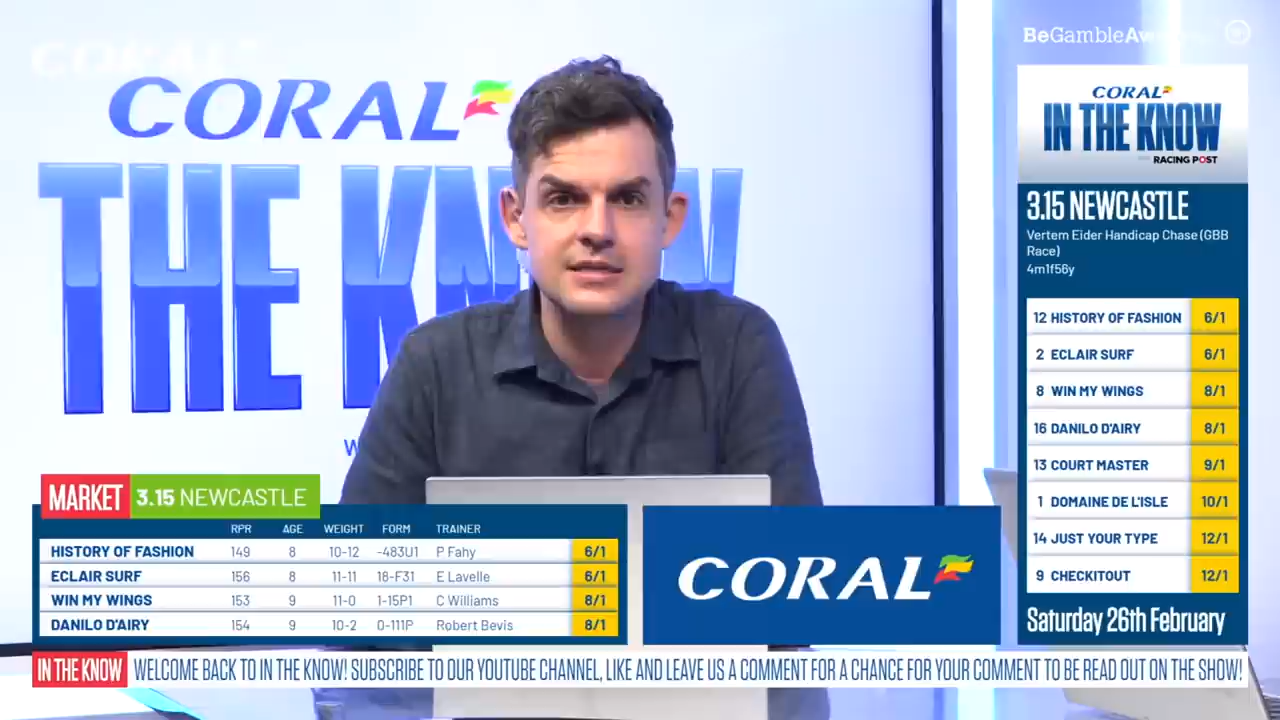 CORAL
CORAL
THE KNOW
W
BeGambleAw
CORAL
IN THE KNOW
RACING POST
3.15 NEWCASTLE
Vertem Eider Handicap Chase (GBB
Race)
4m1f56y
12 HISTORY OF FASHION 6/1
2 ECLAIR SURF 6/1
8 WIN MY WINGS 8/1
16 DANILO D'AIRY 8/1
13 COURT MASTER 9/1
1 DOMAINE DE L'ISLE 10/1
14 JUST YOUR TYPE 12/1
9 CHECKITOUT 12/1
Saturday 26th February
MARKET 3.15 NEWCASTLE
RPR AGE WEIGHT FORM TRAINER
HISTORY OF FASHION 149 8 10-12 -483U1 P Fahy 6/1
ECLAIR SURF 156 8 11-11 18-F31 E Lavelle 6/1
WIN MY WINGS 153 9 11-0 1-15P1 C Williams 8/1
DANILO D'AIRY 154 9 10-2 0-111P Robert Bevis 8/1
CORAL
IN THE KNOW WELCOME BACK TO IN THE KNOW! SUBSCRIBE TO OUR YOUTUBE CHANNEL, LIKE AND LEAVE US A COMMENT FOR A CHANCE FOR YOUR COMMENT TO BE READ OUT ON THE SHOW!